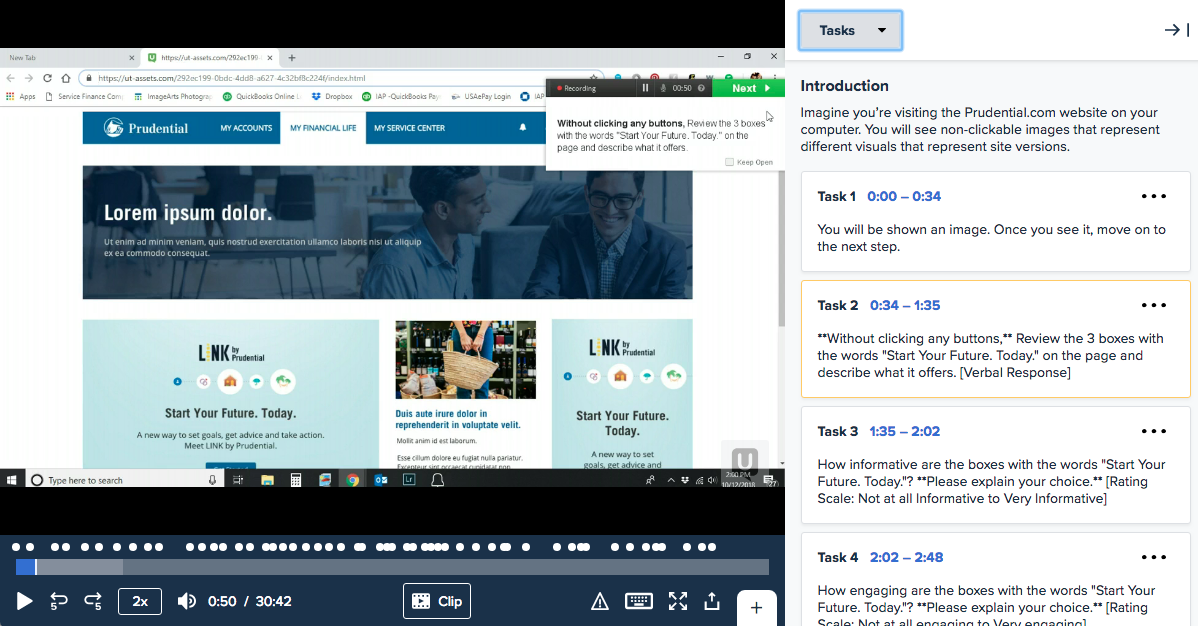 New Tab
https://ut-assets.com/292ec199-
https://ut-assets.com/292ec199-0bdc-4dd8-a627-4c32bf8c224f/index.html
Apps
Service Finance Com
ImageArts Photograp
QuickBooks Online
Dropbox
IAP -QuickBooks Pay
USAePay Login
IAP
Recording
00:50
Next
Without clicking any buttons, Review the 3 boxes
with the words "Start Your Future. Today." on the
page and describe what it offers.
Keep Open
Prudential
MY ACCOUNTS
MY FINANCIAL LIFE
MY SERVICE CENTER
Lorem ipsum dolor.
Ut enim ad minim veniam, quis nostrud exercitation ullamco laboris nisi ut aliquip
ex ea commodo consequat.
LINK by
Prudential
Start Your Future. Today.
A new way to set goals, get advice and take action.
Meet LINK by Prudential.
Duis aute irure dolor in
reprehenderit in voluptate velit.
Mollit anim id est laborum.
Esse cillum dolore eu fugiat nulla pariatur.
Excepteur sint occaecat cupidatat non
LINK by
Prudential
Start Your Future.
Today.
A new way to set
goals, get advice and
U
Type here to search
Lr
2:00 PM
10/12/2018
27
5
5
2x
0:50 / 30:42
Clip
+
Tasks
Introduction
Imagine you're visiting the Prudential.com website on your
computer. You will see non-clickable images that represent
different visuals that represent site versions.
Task 1 0:00 – 0:34
You will be shown an image. Once you see it, move on to
the next step.
Task 2 0:34 – 1:35
**Without clicking any buttons,** Review the 3 boxes with
the words "Start Your Future. Today." on the page and
describe what it offers. [Verbal Response]
Task 3 1:35 – 2:02
How informative are the boxes with the words "Start Your
Future. Today."? **Please explain your choice.** [Rating
Scale: Not at all Informative to Very Informative]
Task 4 2:02 – 2:48
How engaging are the boxes with the words "Start Your
Future. Today."? **Please explain your choice.** [Rating
Scale: Not at all engaging to Very engaging]